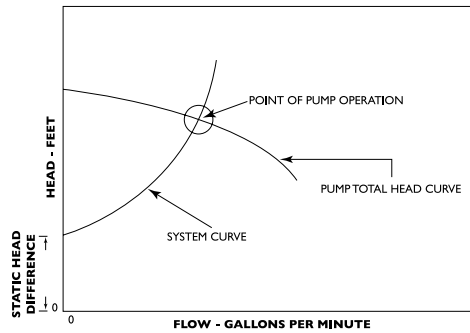 POINT OF PUMP OPERATION
HEAD - FEET
PUMP TOTAL HEAD CURVE
SYSTEM CURVE
STATIC HEAD
DIFFERENCE
0
0
FLOW - GALLONS PER MINUTE